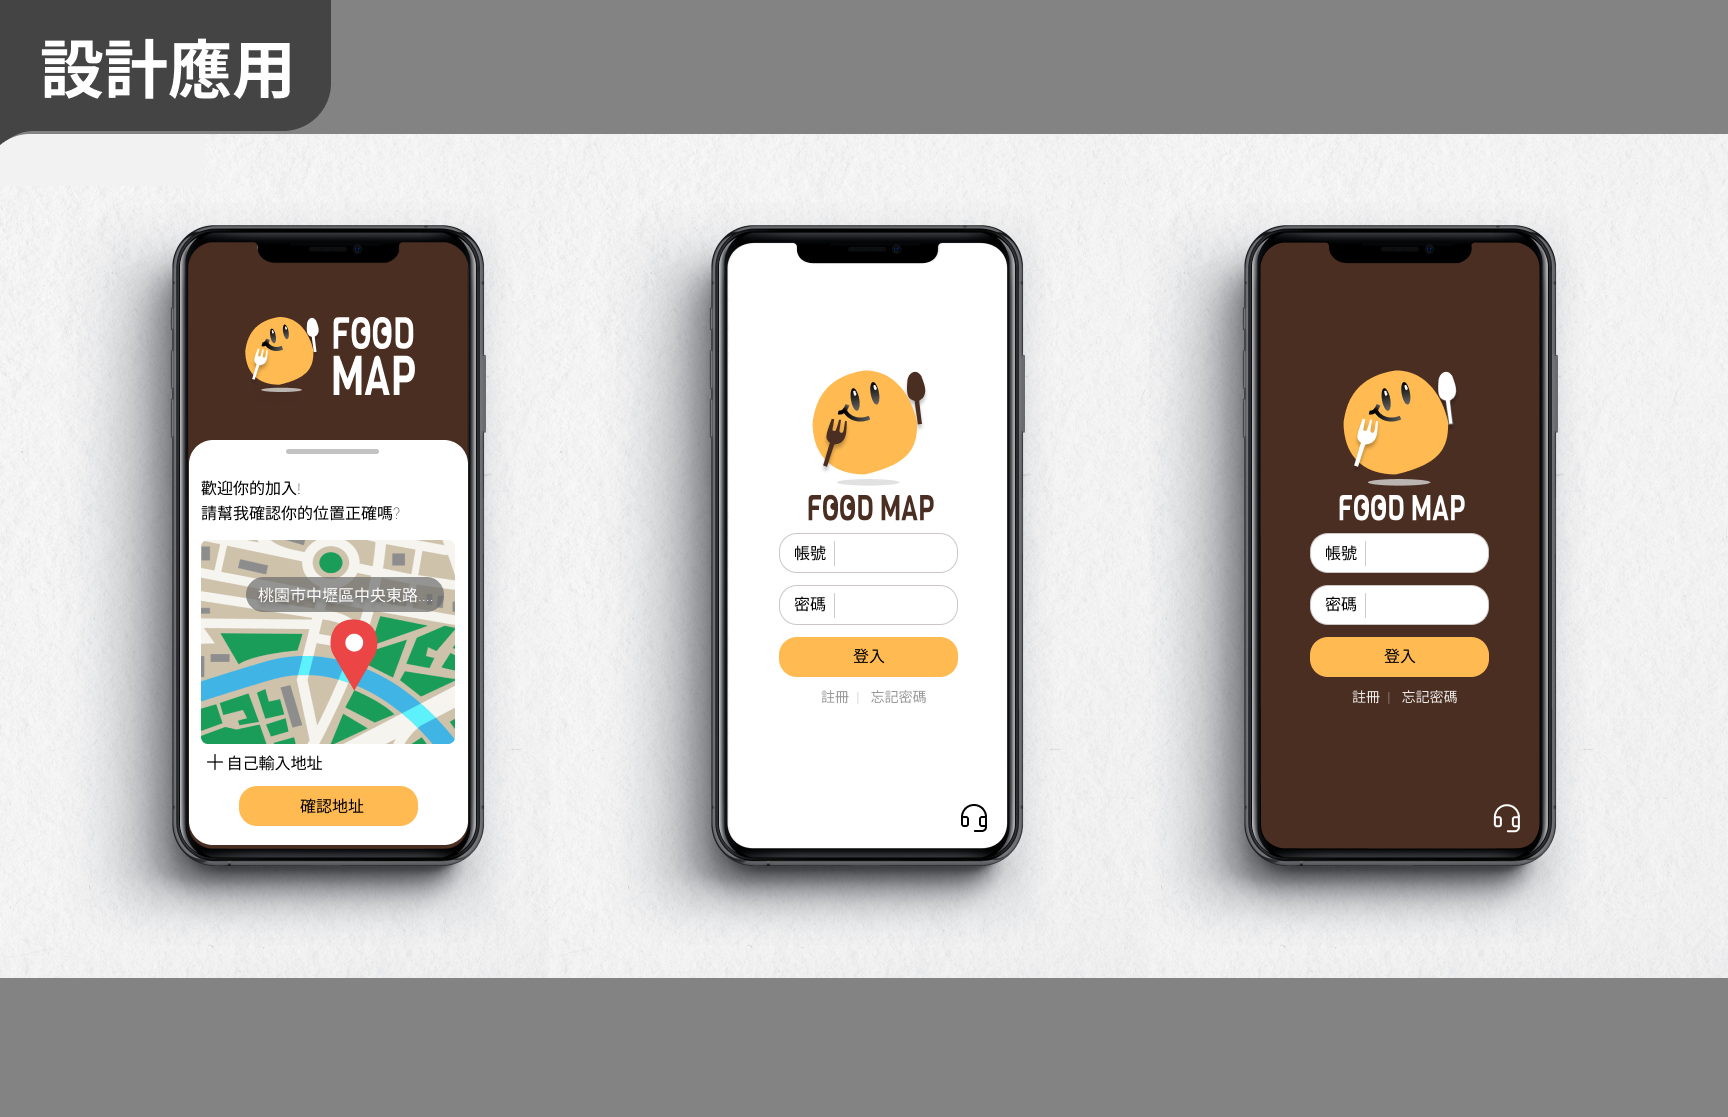 設計應用
FOOD
MAP
歡迎你的加入!
請幫我確認你的位置正確嗎?
桃園市中壢區中央東路....
自己輸入地址
確認地址
FOOD MAP
帳號
密碼
登入
註冊 | 忘記密碼
FOOD MAP
帳號
密碼
登入
註冊 | 忘記密碼